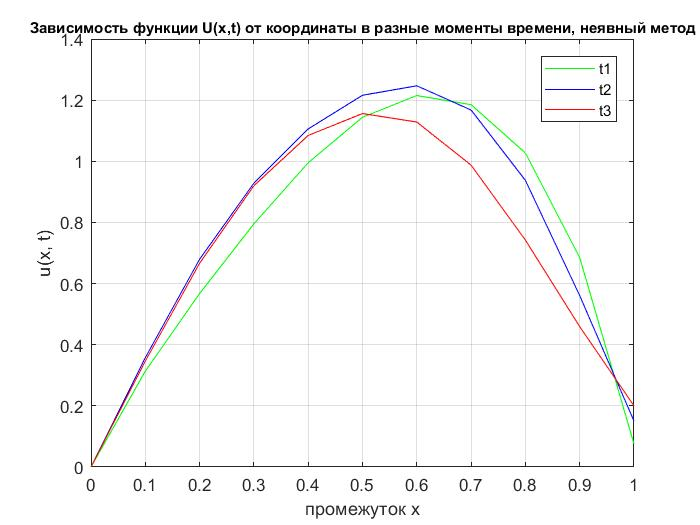 Зависимость функции U(x,t) от координаты в разные моменты времени, неявный метод
1.4
1.2
1
0.8
0.6
0.4
0.2
0
u(x, t)
t1
t2
t3
0 0.1 0.2 0.3 0.4 0.5 0.6 0.7 0.8 0.9 1
промежуток x